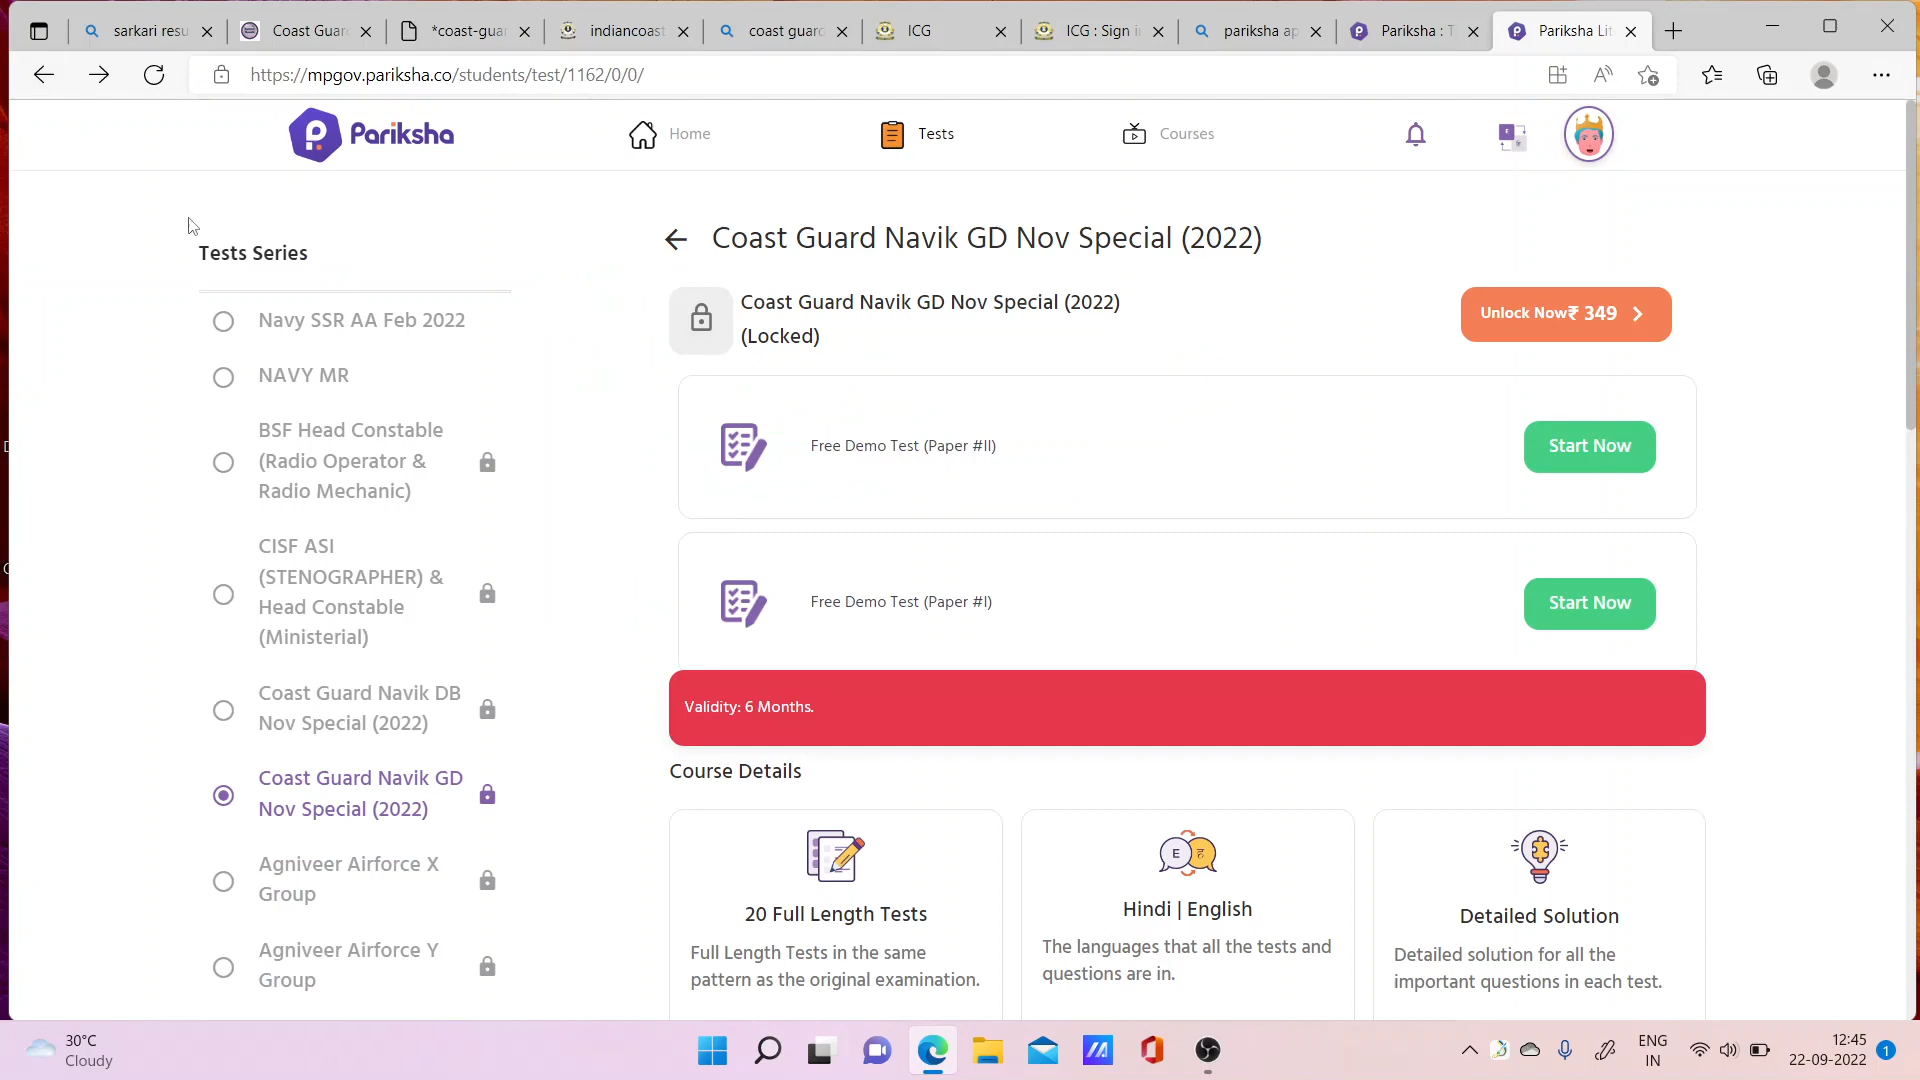 sarkari resu
Coast Guar
*coast-guar
indiancoast
coast guard
ICG
ICG : Sign i
pariksha ap
Pariksha : T
Pariksha Lit
https://mpgov.pariksha.co/students/test/1162/0/0/
Pariksha
Home
Tests
Courses
Tests Series
Navy SSR AA Feb 2022
NAVY MR
BSF Head Constable
(Radio Operator &
Radio Mechanic)
CISF ASI
(STENOGRAPHER) &
Head Constable
(Ministerial)
Coast Guard Navik DB
Nov Special (2022)
Coast Guard Navik GD
Nov Special (2022)
Agniveer Airforce X
Group
Agniveer Airforce Y
Group
Coast Guard Navik GD Nov Special (2022)
Coast Guard Navik GD Nov Special (2022)
(Locked)
Unlock Now₹ 349
Free Demo Test (Paper #II)
Start Now
Free Demo Test (Paper #I)
Start Now
Validity: 6 Months.
Course Details
20 Full Length Tests
Full Length Tests in the same
pattern as the original examination.
E
Hindi | English
The languages that all the tests and
questions are in.
Detailed Solution
Detailed solution for all the
important questions in each test.
30°C
Cloudy
ENG
IN
12:45
22-09-2022
1